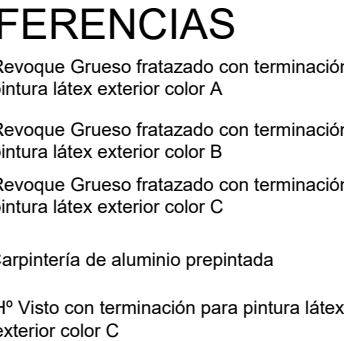 FERENCIAS
Revoque Grueso fratazado con terminación
pintura látex exterior color A
Revoque Grueso fratazado con terminación
pintura látex exterior color B
Revoque Grueso fratazado con terminación
pintura látex exterior color C
Carpintería de aluminio prepintada
Hº Visto con terminación para pintura látex
exterior color C